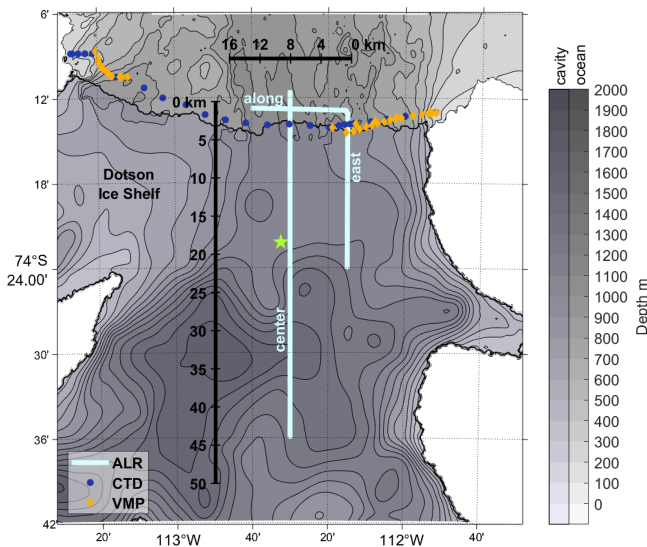 6'
12'
18'
74°S
24.00'
30'
36'
42'
20'
113°W
40'
20'
112°W
40'
16 12 8 4 0 km
0 km
5
10
15
20
25
30
35
40
45
50
along
east
center
Dotson
Ice Shelf
ALR
CTD
VMP
cavity
ocean
2000
1900
1800
1700
1600
1500
1400
1300
1200
1100
1000
900
800
700
600
500
400
300
200
100
0
Depth m